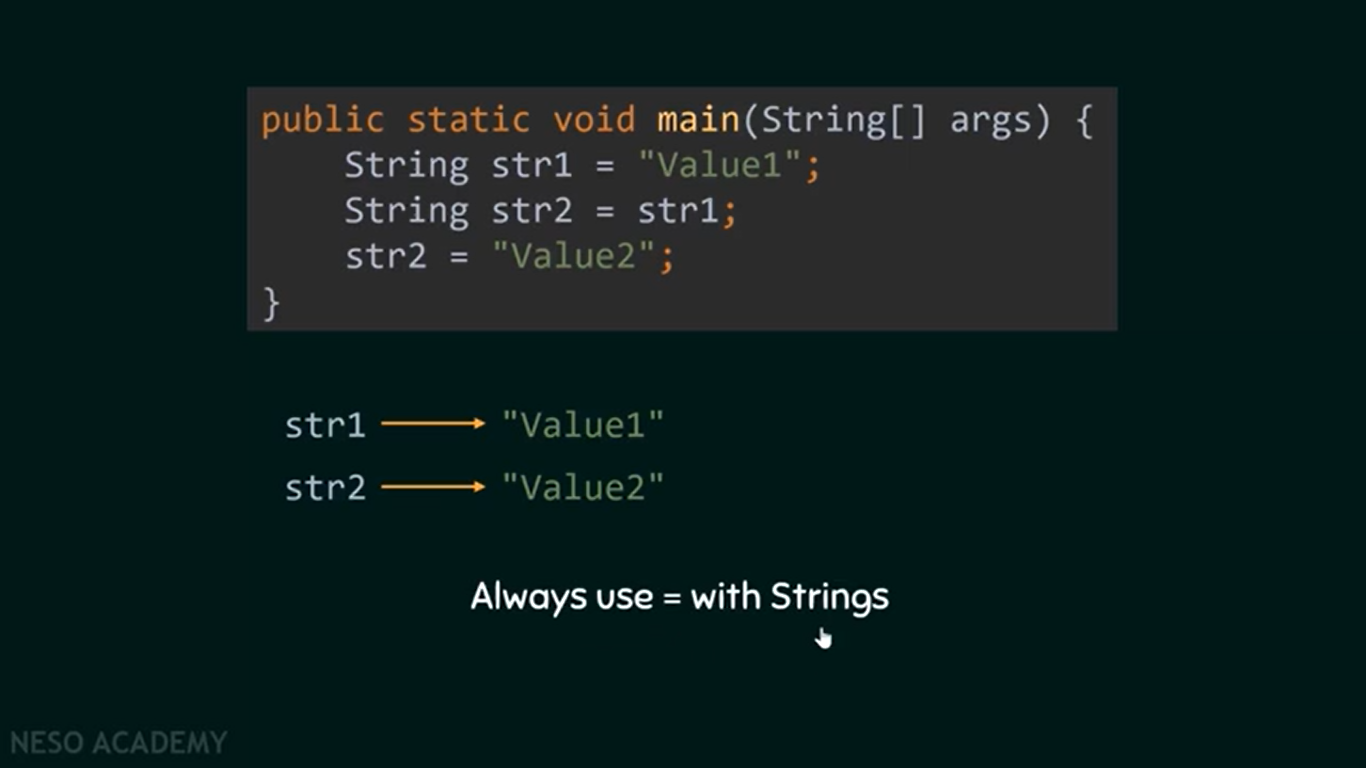 public static void main(String[] args) {
    String str1 = "Value1";
    String str2 = str1;
    str2 = "Value2";
}
str1 "Value1"
str2 "Value2"
Always use = with Strings
NESO ACADEMY